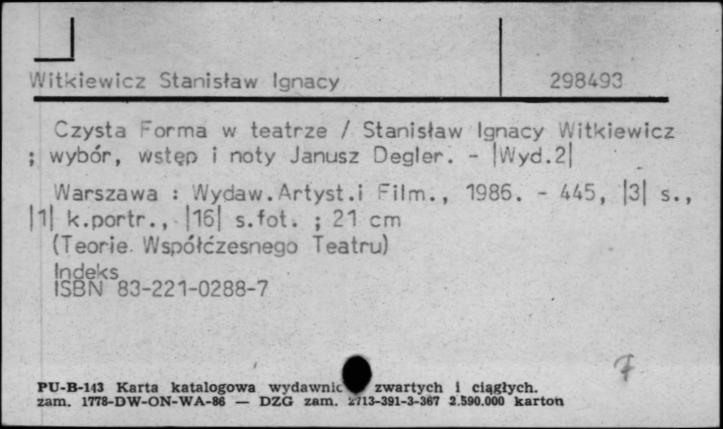 Witkiewicz Stanisław Ignacy 298493
Czysta Forma w teatrze / Stanisław Ignacy Witkiewicz
; wybór, wstęp i noty Janusz Degler. - |Wyd.2|
Warszawa : Wydaw.Artyst.i Film., 1986. - 445, |3| s.,
|1| k.portr., |16| s.fot. ; 21 cm
(Teorie Współczesnego Teatru)
Indeks
ISBN 83-221-0288-7
7
PU-B-143 Karta katalogowa wydawnic zwartych i ciągłych.
zam. 1778-DW-ON-WA-86 — DZG zam. 2713-391-3-367 2.590.000 karton